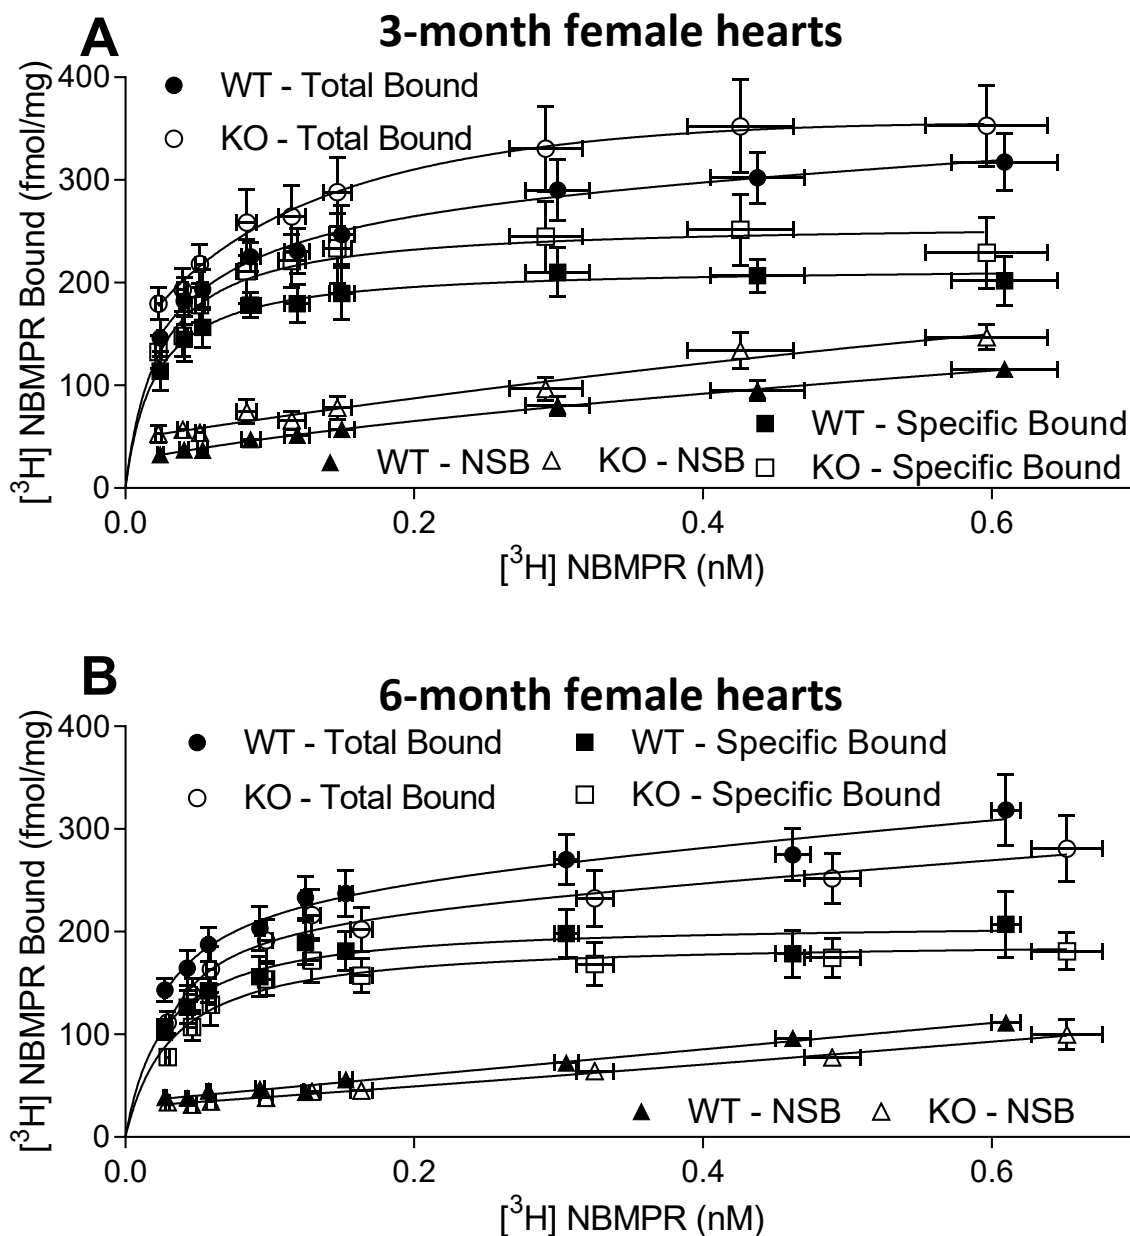 A
3-month female hearts
[³H] NBMPR Bound (fmol/mg)
400
300
200
100
0
WT - Total Bound
KO - Total Bound
WT - Specific Bound
WT - NSB
KO - NSB
KO - Specific Bound
0.0
0.2
0.4
0.6
[³H] NBMPR (nM)
B
6-month female hearts
[³H] NBMPR Bound (fmol/mg)
400
300
200
100
0
WT - Total Bound
WT - Specific Bound
KO - Total Bound
KO - Specific Bound
WT - NSB
KO - NSB
0.0
0.2
0.4
0.6
[³H] NBMPR (nM)